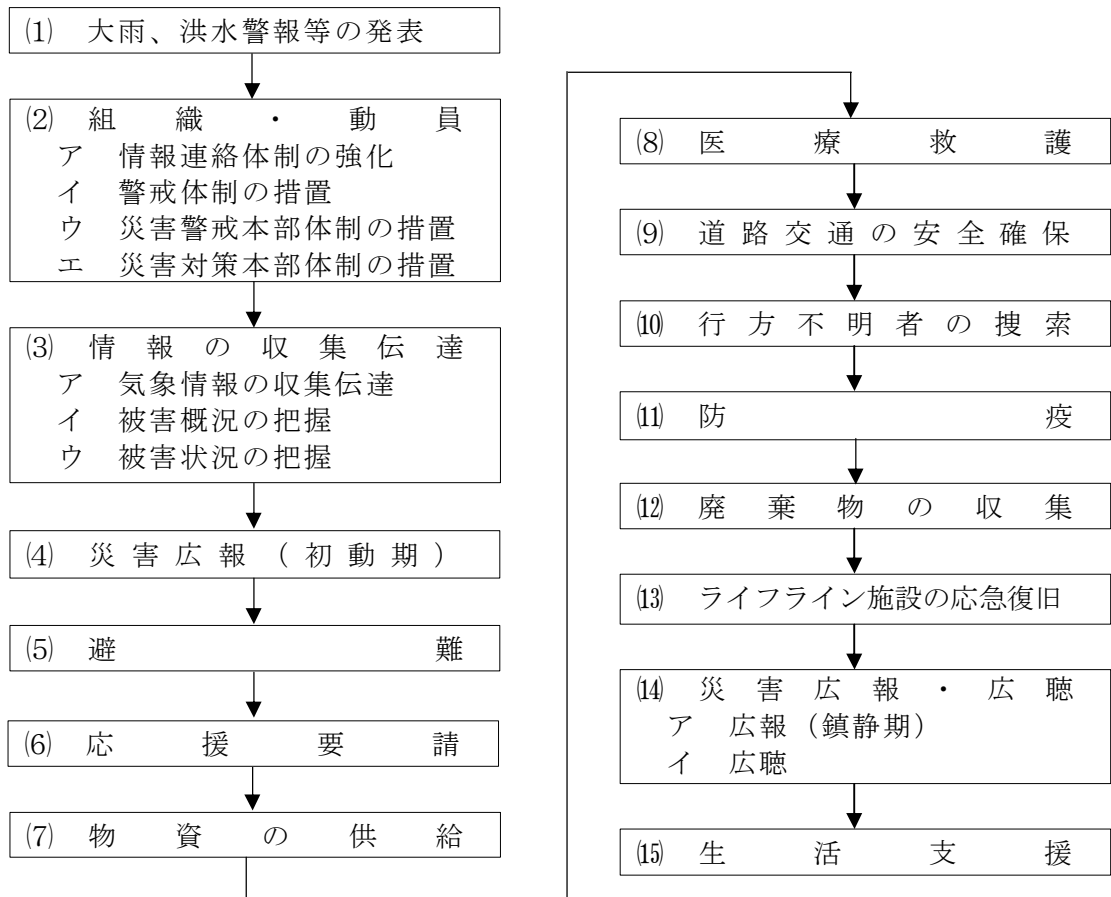 ⑴ 大雨、洪水警報等の発表
⑵ 組織・動員
ア 情報連絡体制の強化
イ 警戒体制の措置
ウ 災害警戒本部体制の措置
エ 災害対策本部体制の措置
⑶ 情報の収集伝達
ア 気象情報の収集伝達
イ 被害概況の把握
ウ 被害状況の把握
⑷ 災害広報(初動期)
⑸ 避難
⑹ 応援要請
⑺ 物資の供給
⑻ 医療救護
⑼ 道路交通の安全確保
⑽ 行方不明者の捜索
⑾ 防疫
⑿ 廃棄物の収集
⒀ ライフライン施設の応急復旧
⒁ 災害広報・広聴
ア 広報(鎮静期)
イ 広聴
⒂ 生活支援